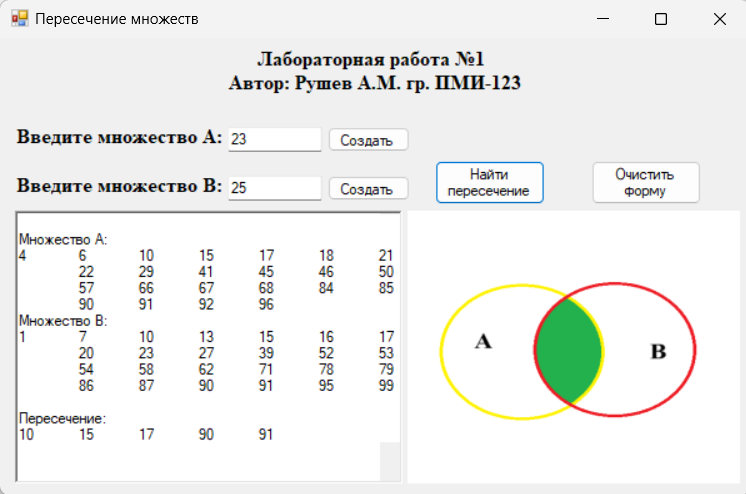 Пересечение множеств
Лабораторная работа №1
Автор: Рушев А.М. гр. ПМИ-123
Введите множество A: 23 Создать
Введите множество B: 25 Создать
Найти
пересечение
Очистить
форму
Множество A:
4 6 10 15 17 18 21
22 29 41 45 46 50
57 66 67 68 84 85
90 91 92 96
Множество B:
1 7 10 13 15 16 17
20 23 27 39 52 53
54 58 62 71 78 79
86 87 90 91 95 99
Пересечение:
10 15 17 90 91
A
B